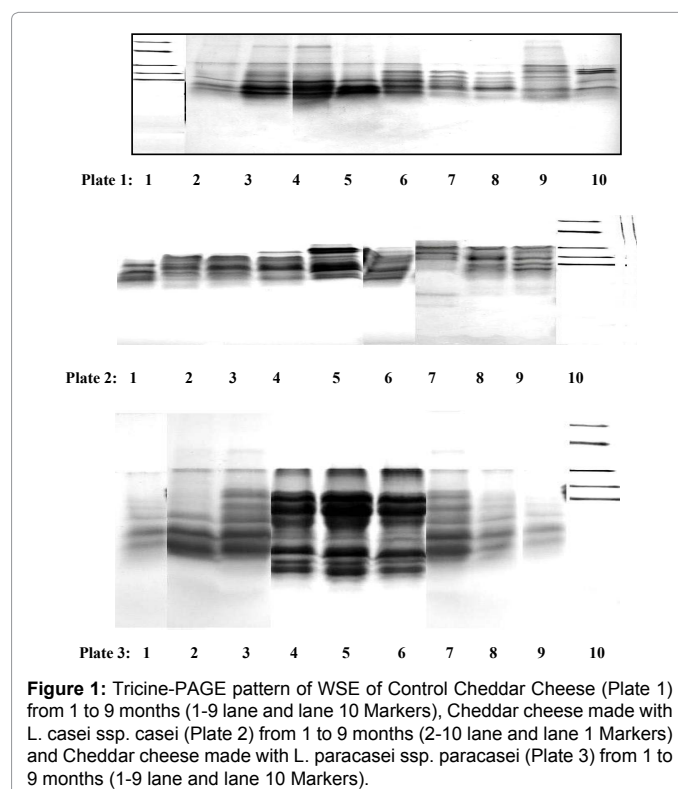 Plate 1: 1 2 3 4 5 6 7 8 9 10
Plate 2: 1 2 3 4 5 6 7 8 9 10
Plate 3: 1 2 3 4 5 6 7 8 9 10
Figure 1: Tricine-PAGE pattern of WSE of Control Cheddar Cheese (Plate 1)
from 1 to 9 months (1-9 lane and lane 10 Markers), Cheddar cheese made with
L. casei ssp. casei (Plate 2) from 1 to 9 months (2-10 lane and lane 1 Markers)
and Cheddar cheese made with L. paracasei ssp. paracasei (Plate 3) from 1 to
9 months (1-9 lane and lane 10 Markers).